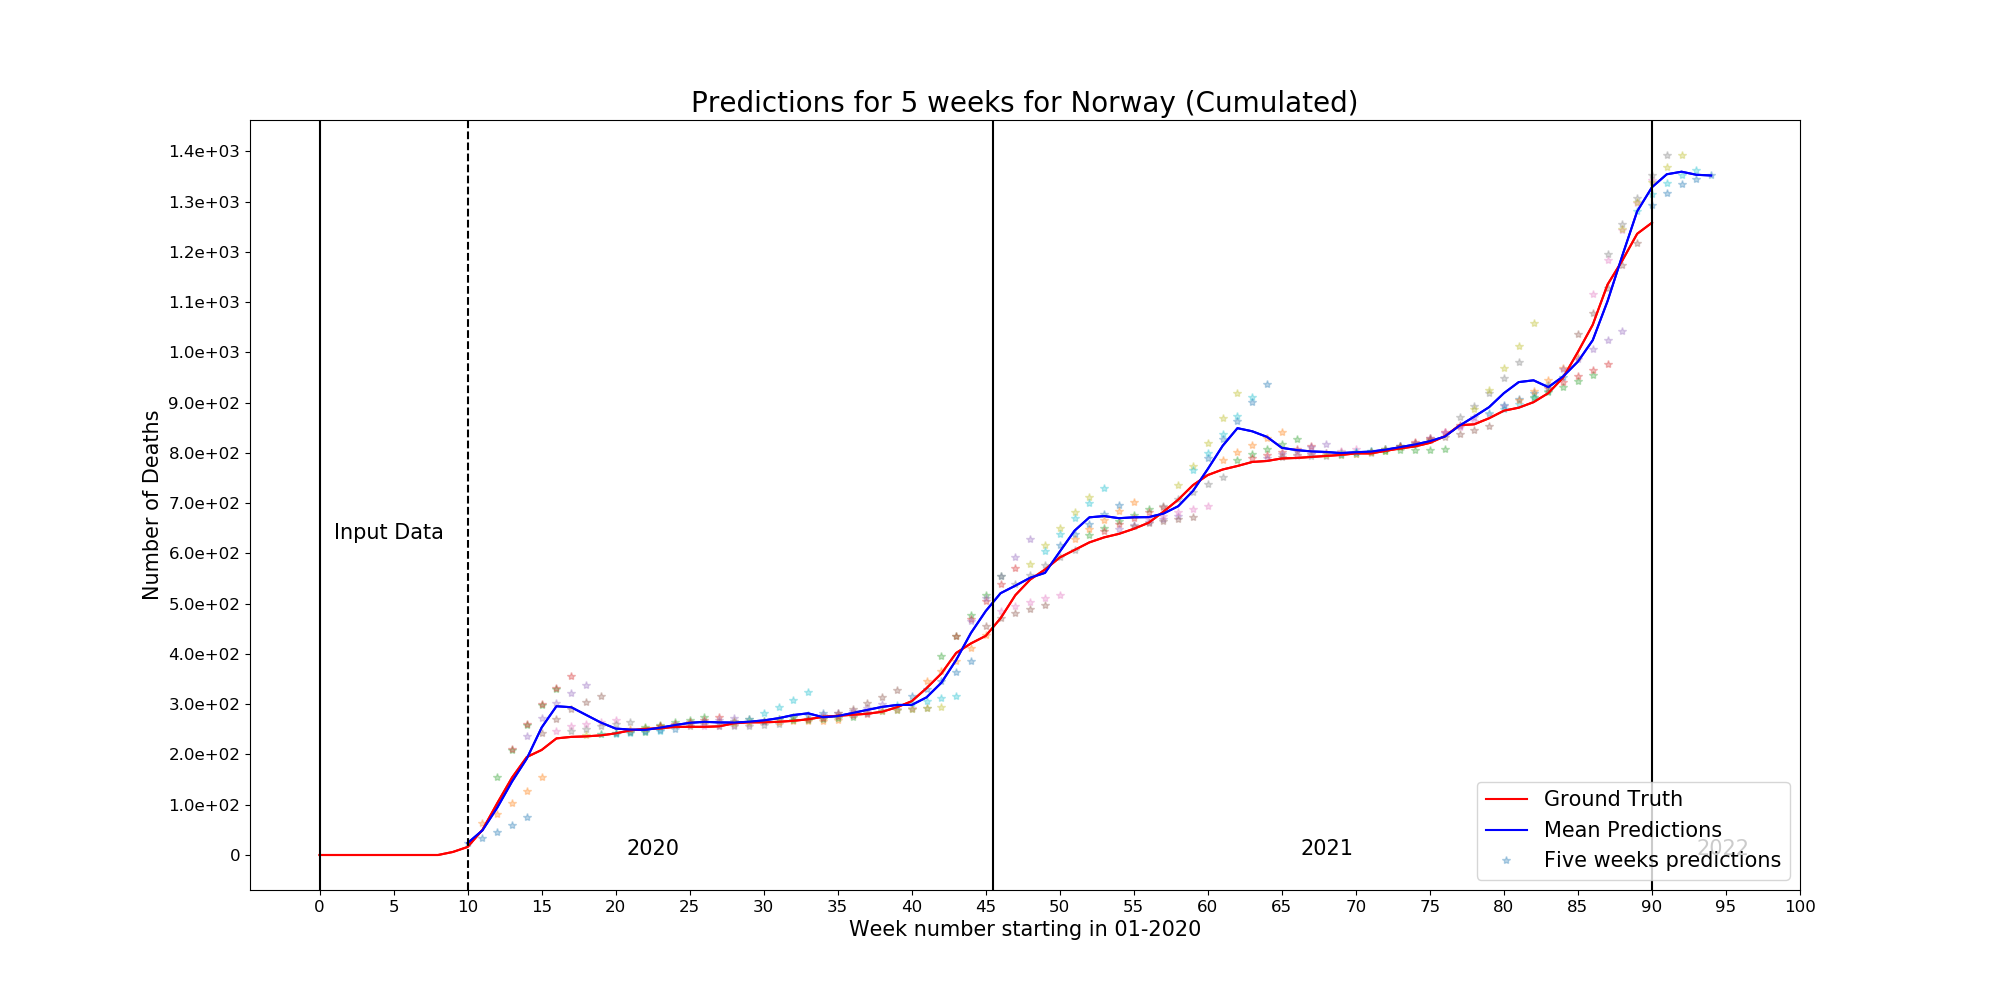 Predictions for 5 weeks for Norway (Cumulated)
1.4e+03
1.3e+03
1.2e+03
1.1e+03
1.0e+03
9.0e+02
8.0e+02
7.0e+02
6.0e+02
5.0e+02
4.0e+02
3.0e+02
2.0e+02
1.0e+02
0
Number of Deaths
Input Data
2020
2021
2022
Ground Truth
Mean Predictions
Five weeks predictions
0 5 10 15 20 25 30 35 40 45 50 55 60 65 70 75 80 85 90 95 100
Week number starting in 01-2020